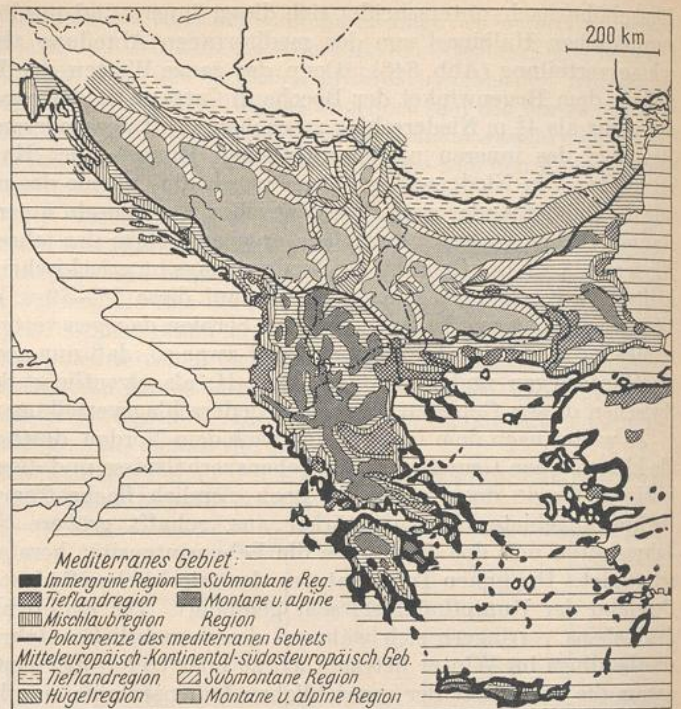 200 km
Mediterranes Gebiet:
Immergrüne Region Submontane Reg.
Tieflandregion Montane u. alpine
Mischlaubregion Region
Polargrenze des mediterranen Gebiets
Mitteleuropäisch-Kontinental-südosteuropäisch. Geb.
Tieflandregion Submontane Region
Hügelregion Montane u. alpine Region